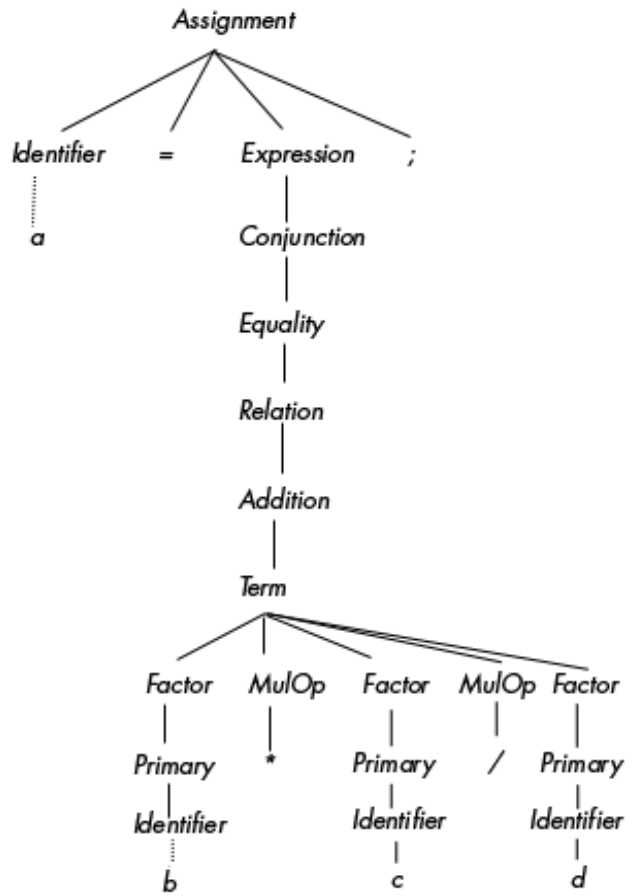 Assignment
Identifier = Expression ;
a Conjunction
Equality
Relation
Addition
Term
Factor MulOp Factor MulOp Factor
Primary * Primary / Primary
Identifier Identifier Identifier
b c d